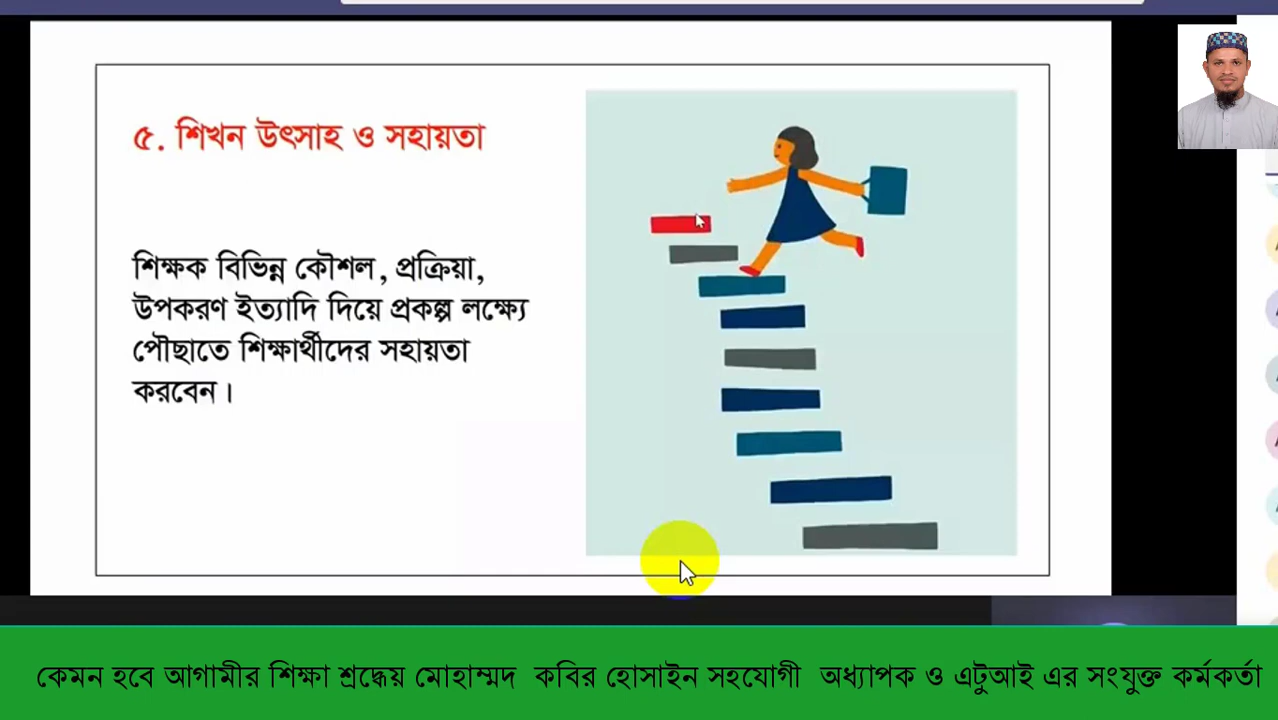 ৫. শিখন উৎসাহ ও সহায়তা
শিক্ষক বিভিন্ন কৌশল, প্রক্রিয়া,
উপকরণ ইত্যাদি দিয়ে প্রকল্প লক্ষ্যে
পৌছাতে শিক্ষার্থীদের সহায়তা
করবেন।
কেমন হবে আগামীর শিক্ষা শ্রদ্ধেয় মোহাম্মদ কবির হোসাইন সহযোগী অধ্যাপক ও এটুআই এর সংযুক্ত কর্মকর্তা